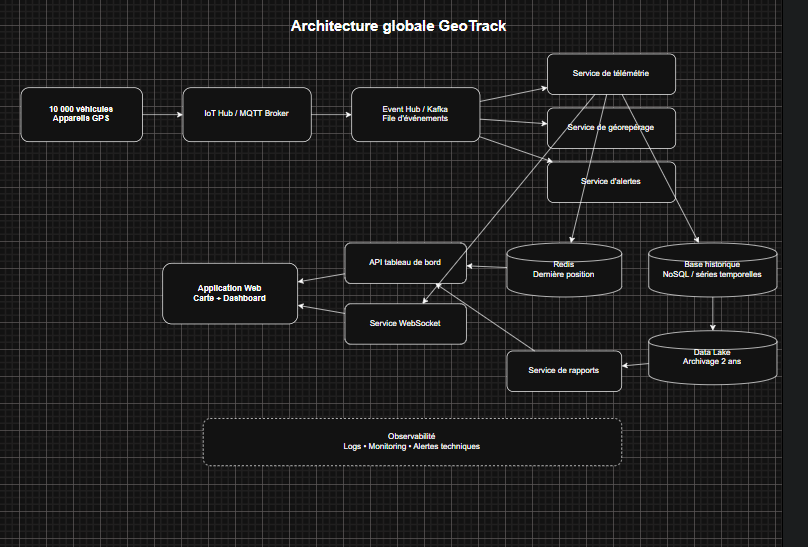 Architecture globale GeoTrack
10 000 véhicules
Appareils GPS
IoT Hub / MQTT Broker
Event Hub / Kafka
File d'événements
Service de télémétrie
Service de géorepérage
Service d'alertes
Application Web
Carte + Dashboard
API tableau de bord
Service WebSocket
Redis
Dernière position
Base historique
NoSQL / séries temporelles
Service de rapports
Data Lake
Archivage 2 ans
Observabilité
Logs • Monitoring • Alertes techniques